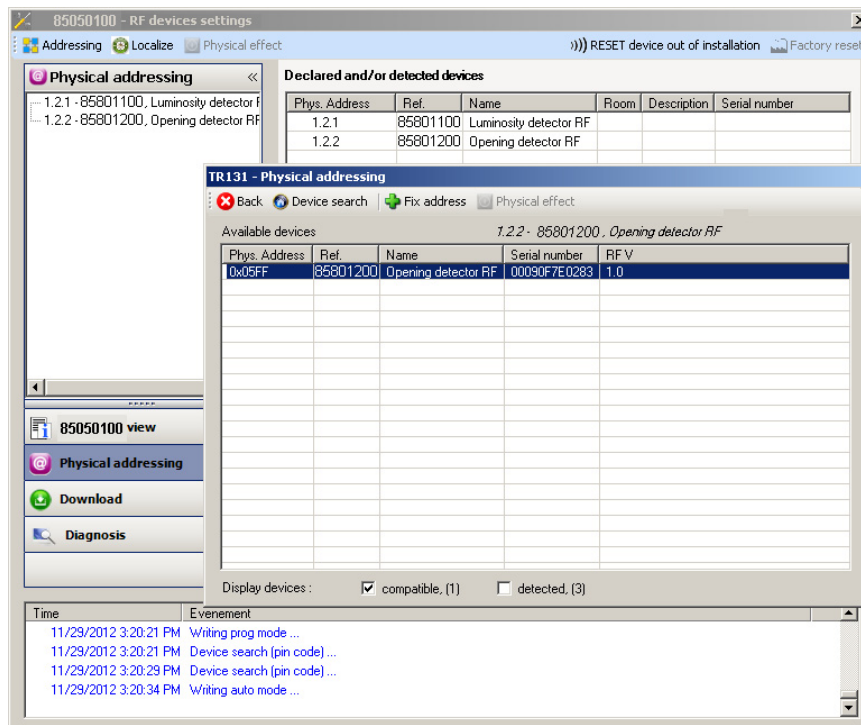 85050100 - RF devices settings
Addressing Localize Physical effect ))) RESET device out of installation Factory reset
Physical addressing «
1.2.1 - 85801100, Luminosity detector F
1.2.2 - 85801200, Opening detector RF
Declared and/or detected devices
Phys. Address Ref. Name Room Description Serial number
1.2.1 85801100 Luminosity detector RF
1.2.2 85801200 Opening detector RF
TR131 - Physical addressing
Back Device search Fix address Physical effect
Available devices 1.2.2 - 85801200 , Opening detector RF
Phys. Address Ref. Name Serial number RF V
0x05FF 85801200 Opening detector RF 00090F7E0283 1.0
Display devices : compatible, (1) detected, (3)
85050100 view
Physical addressing
Download
Diagnosis
Time Evenement
11/29/2012 3:20:21 PM Writing prog mode ...
11/29/2012 3:20:21 PM Device search (pin code) ...
11/29/2012 3:20:29 PM Device search (pin code) ...
11/29/2012 3:20:34 PM Writing auto mode ...